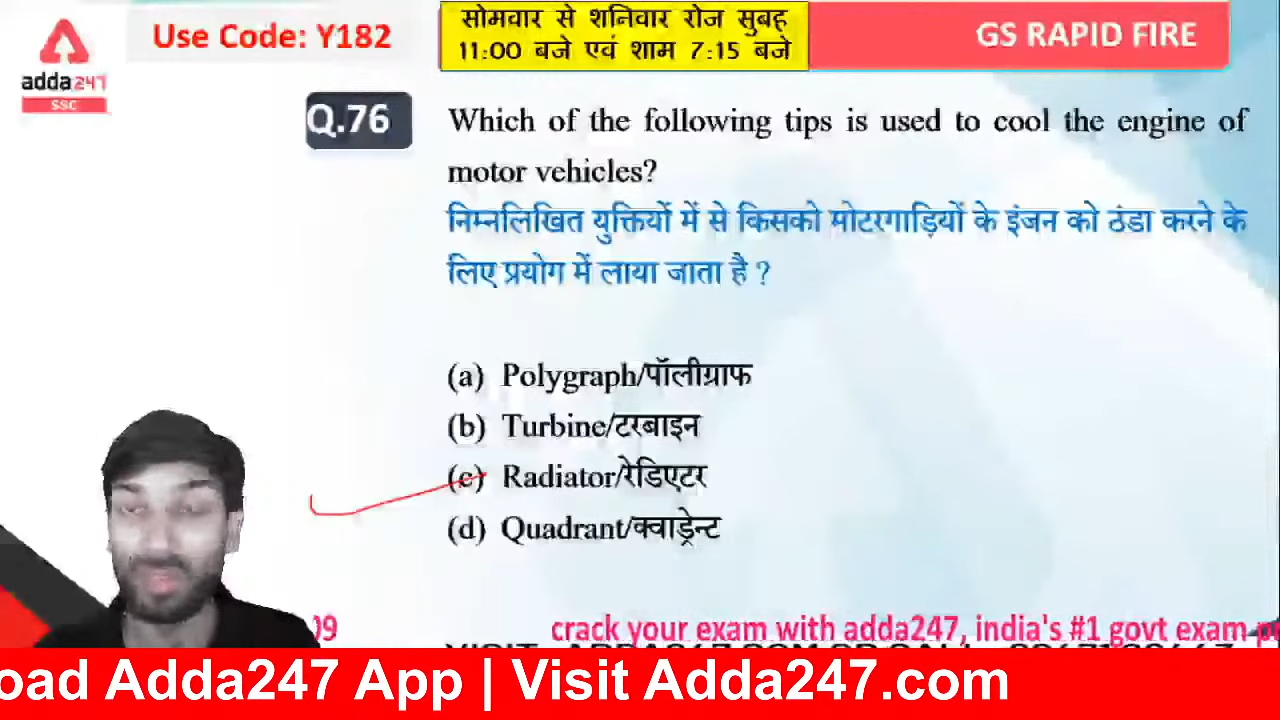 Use Code: Y182
सोमवार से शनिवार रोज सुबह
11:00 बजे एवं शाम 7:15 बजे
GS RAPID FIRE
adda247
SSC
Q.76
Which of the following tips is used to cool the engine of
motor vehicles?
निम्नलिखित युक्तियों में से किसको मोटरगाड़ियों के इंजन को ठंडा करने के
लिए प्रयोग में लाया जाता है ?
(a) Polygraph/पॉलीग्राफ
(b) Turbine/टरबाइन
(c) Radiator/रेडिएटर
(d) Quadrant/क्वाड्रेन्ट
09
crack your exam with adda247, india's #1 govt exam
oad Adda247 App | Visit Adda247.com